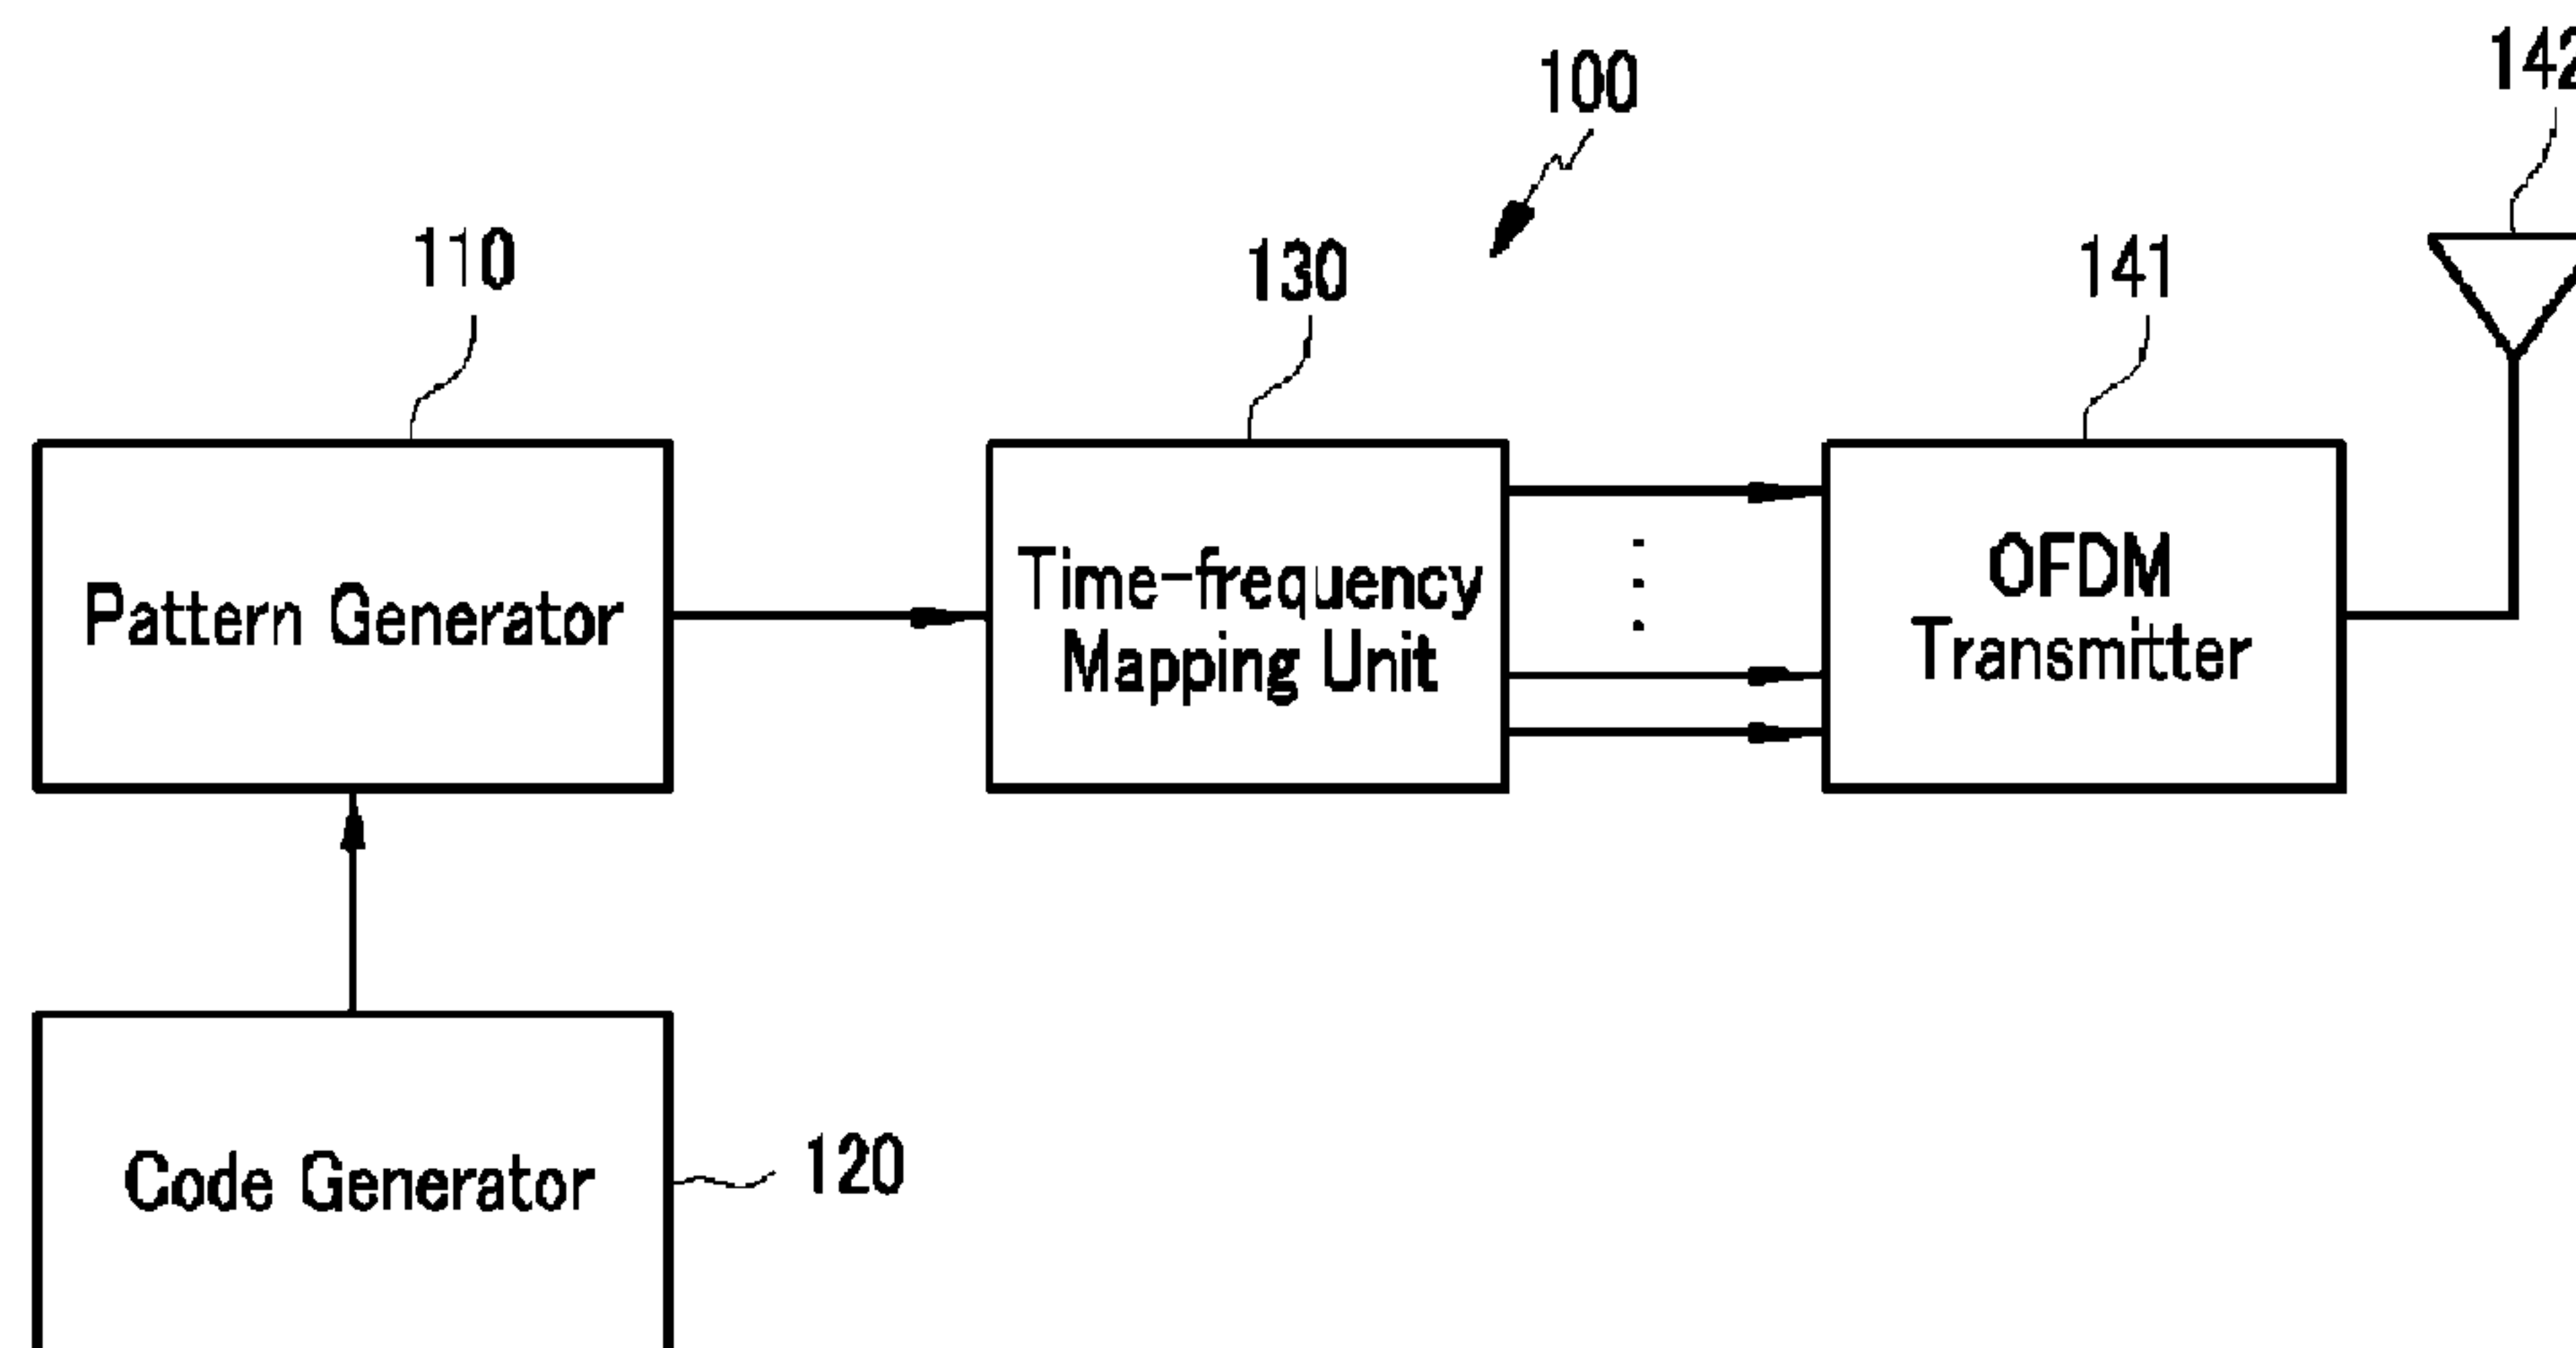 100
142
110
130
141
Pattern Generator
Time-frequency
Mapping Unit
OFDM
Transmitter
Code Generator
120